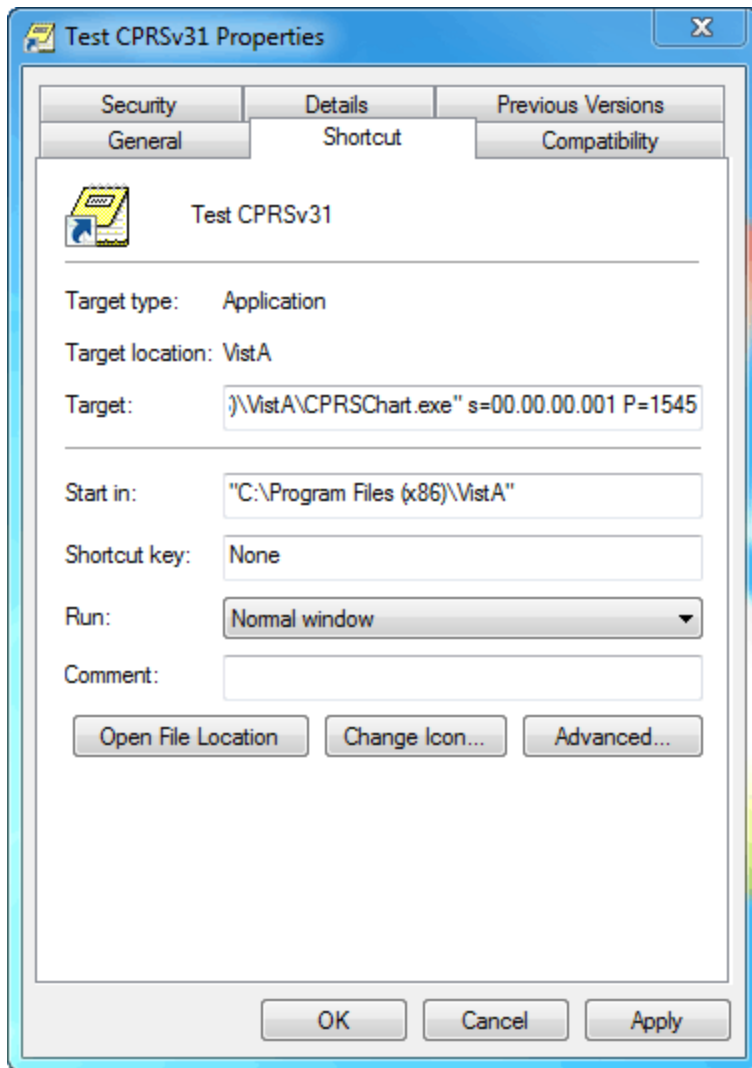 Test CPRSv31 Properties
Security Details Previous Versions
General Shortcut Compatibility
Test CPRSv31
Target type: Application
Target location: VistA
Target: )\VistA\CPRSChart.exe" s=00.00.00.001 P=1545
Start in: "C:\Program Files (x86)\VistA"
Shortcut key: None
Run: Normal window
Comment:
Open File Location Change Icon... Advanced...
OK Cancel Apply